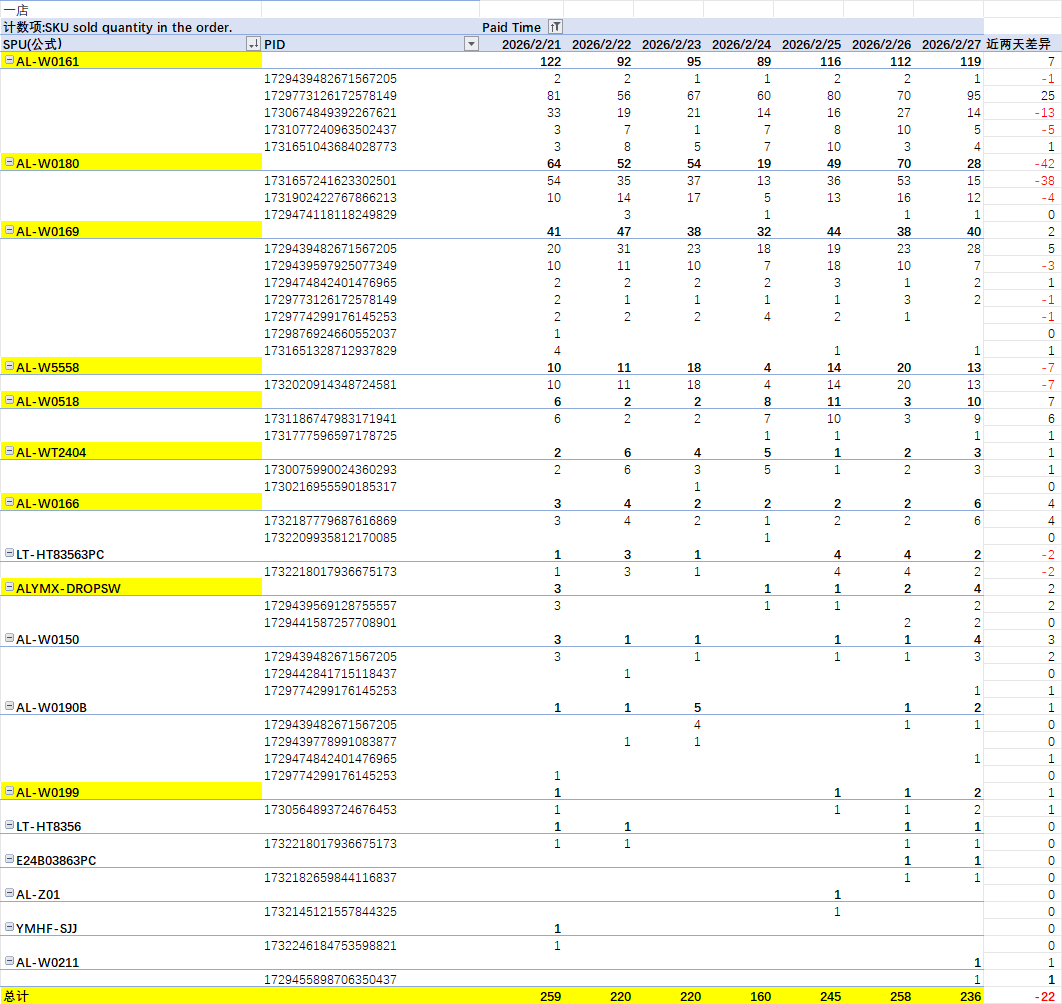 一店
计数项:SKU sold quantity in the order. Paid Time
SPU(公式) PID 2026/2/21 2026/2/22 2026/2/23 2026/2/24 2026/2/25 2026/2/26 2026/2/27 近两天差异
AL-W0161 122 92 95 89 116 112 119 7
1729439482671567205 2 2 1 1 2 2 1 -1
1729773126172578149 81 56 67 60 80 70 95 25
1730674849392267621 33 19 21 14 16 27 14 -13
1731077240963502437 3 7 1 7 8 10 5 -5
1731651043684028773 3 8 5 7 10 3 4 1
AL-W0180 64 52 54 19 49 70 28 -42
1731657241623302501 54 35 37 13 36 53 15 -38
1731902422767866213 10 14 17 5 13 16 12 -4
1729474118118249829 3 1 1 1 0
AL-W0169 41 47 38 32 44 38 40 2
1729439482671567205 20 31 23 18 19 23 28 5
1729439597925077349 10 11 10 7 18 10 7 -3
1729474842401476965 2 2 2 2 3 1 2 1
1729773126172578149 2 1 1 1 1 3 2 -1
1729774299176145253 2 2 2 4 2 1 -1
1729876924660552037 1 0
1731651328712937829 4 1 1 1
AL-W5558 10 11 18 4 14 20 13 -7
1732020914348724581 10 11 18 4 14 20 13 -7
AL-W0518 6 2 2 8 11 3 10 7
1731186747983171941 6 2 2 7 10 3 9 6
1731777596597178725 1 1 1 1
AL-WT2404 2 6 4 5 1 2 3 1
1730075990024360293 2 6 3 5 1 2 3 1
1730216955590185317 1 0
AL-W0166 3 4 2 2 2 2 6 4
1732187779687616869 3 4 2 1 2 2 6 4
1732209935812170085 1 0
LT-HT83563PC 1 3 1 4 4 2 -2
1732218017936675173 1 3 1 4 4 2 -2
ALYMX-DROPSW 3 1 1 2 4 2
1729439569128755557 3 1 1 2 2
1729441587257708901 2 2 0
AL-W0150 3 1 1 1 1 4 3
1729439482671567205 3 1 1 1 3 2
1729442841715118437 1 0
1729774299176145253 1 1
AL-W0190B 1 1 5 1 2 1
1729439482671567205 4 1 1 0
1729439778991083877 1 1 0
1729474842401476965 1 1
1729774299176145253 1 0
AL-W0199 1 1 1 2 1
1730564893724676453 1 1 1 2 1
LT-HT8356 1 1 1 1 0
1732218017936675173 1 1 1 1 0
E24B03863PC 1 1 0
1732182659844116837 1 1 0
AL-Z01 1 0
1732145121557844325 1 0
YMHF-SJJ 1 0
1732246184753598821 1 0
AL-W0211 1 1
1729455898706350437 1 1
总计 259 220 220 160 245 258 236 -22